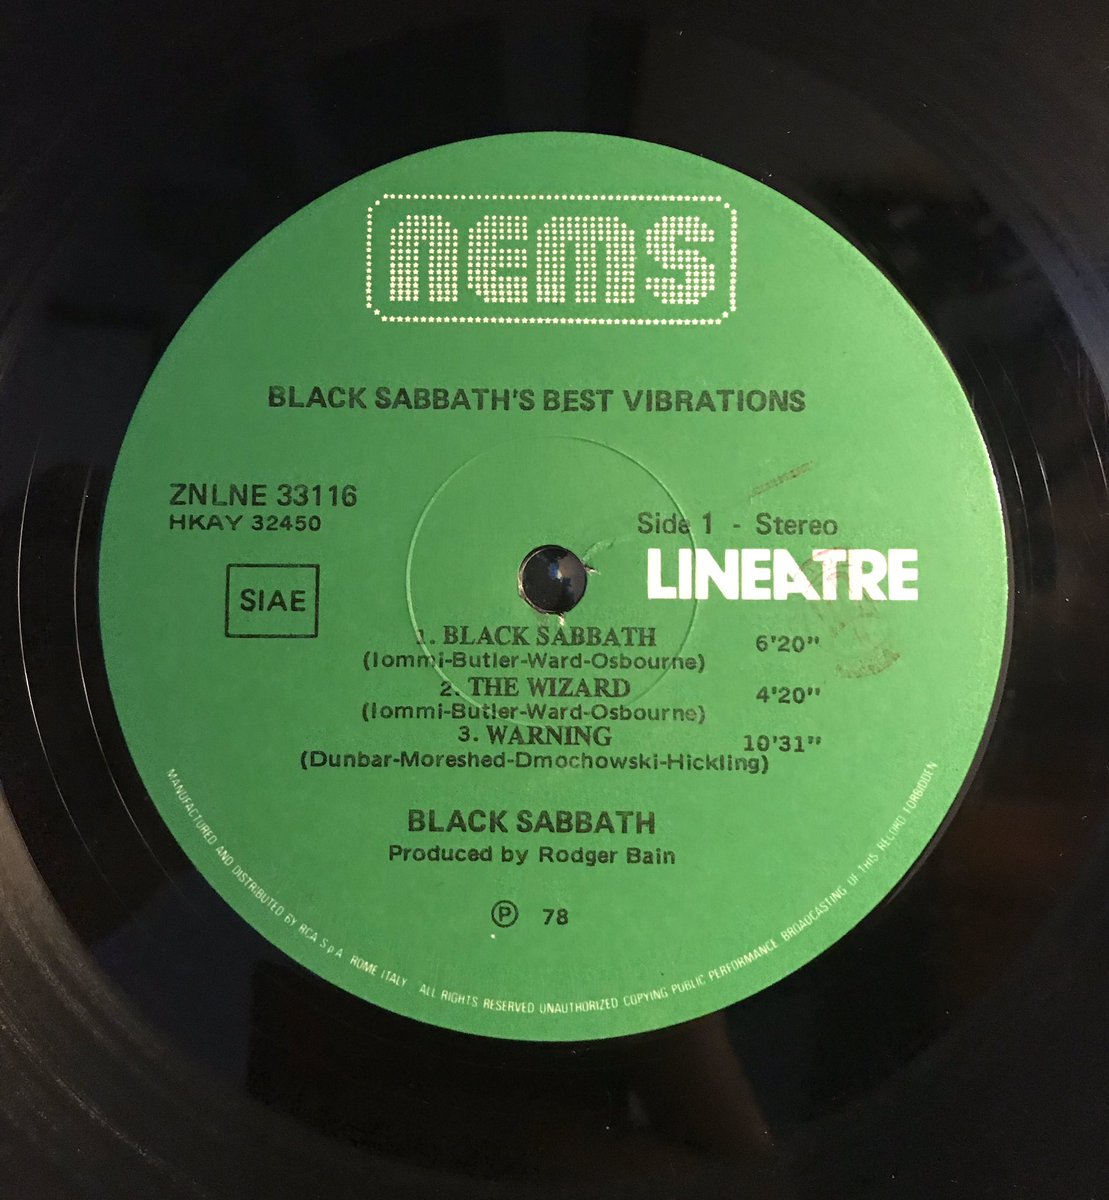 nems
BLACK SABBATH'S BEST VIBRATIONS
ZNLNE 33116
HKAY 32450
Side 1 - Stereo
LINEATRE
SIAE
1. BLACK SABBATH 6'20"
(Iommi-Butler-Ward-Osbourne)
2. THE WIZARD 4'20"
(Iommi-Butler-Ward-Osbourne)
3. WARNING 10'31"
(Dunbar-Moreshed-Dmochowski-Hickling)
BLACK SABBATH
Produced by Rodger Bain
Ⓟ 78
MANUFACTURED AND DISTRIBUTED BY RCA S.p.A. ROME ITALY ALL RIGHTS RESERVED UNAUTHORIZED COPYING PUBLIC PERFORMANCE BROADCASTING OF THIS RECORD FORBIDDEN